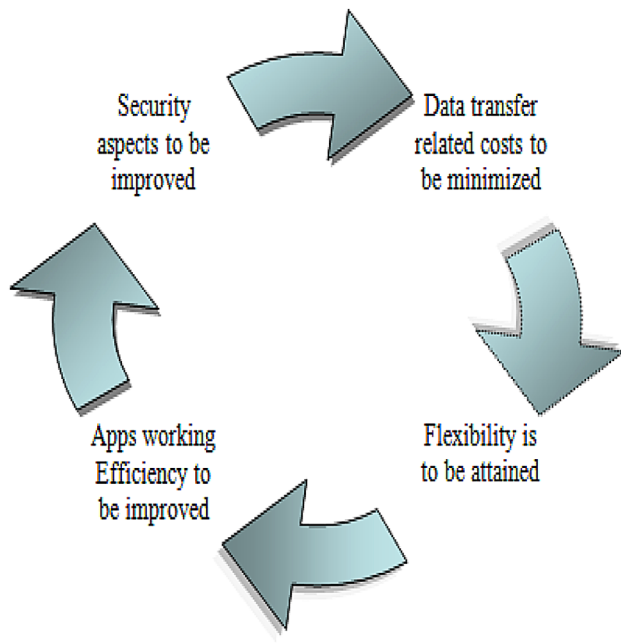 Security
aspects to be
improved
Data transfer
related costs to
be minimized
Flexibility is
to be attained
Apps working
Efficiency to
be improved